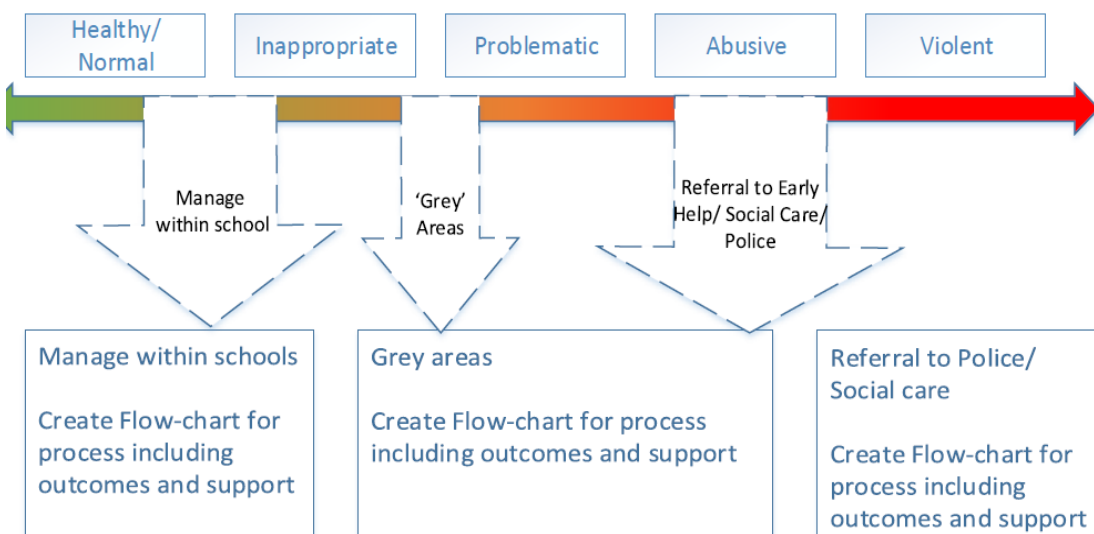 Healthy/
Normal
Inappropriate
Problematic
Abusive
Violent
Manage
within school
‘Grey’
Areas
Referral to Early
Help/ Social Care/
Police
Manage within schools
Create Flow-chart for
process including
outcomes and support
Grey areas
Create Flow-chart for process
including outcomes and support
Referral to Police/
Social care
Create Flow-chart for
process including
outcomes and support